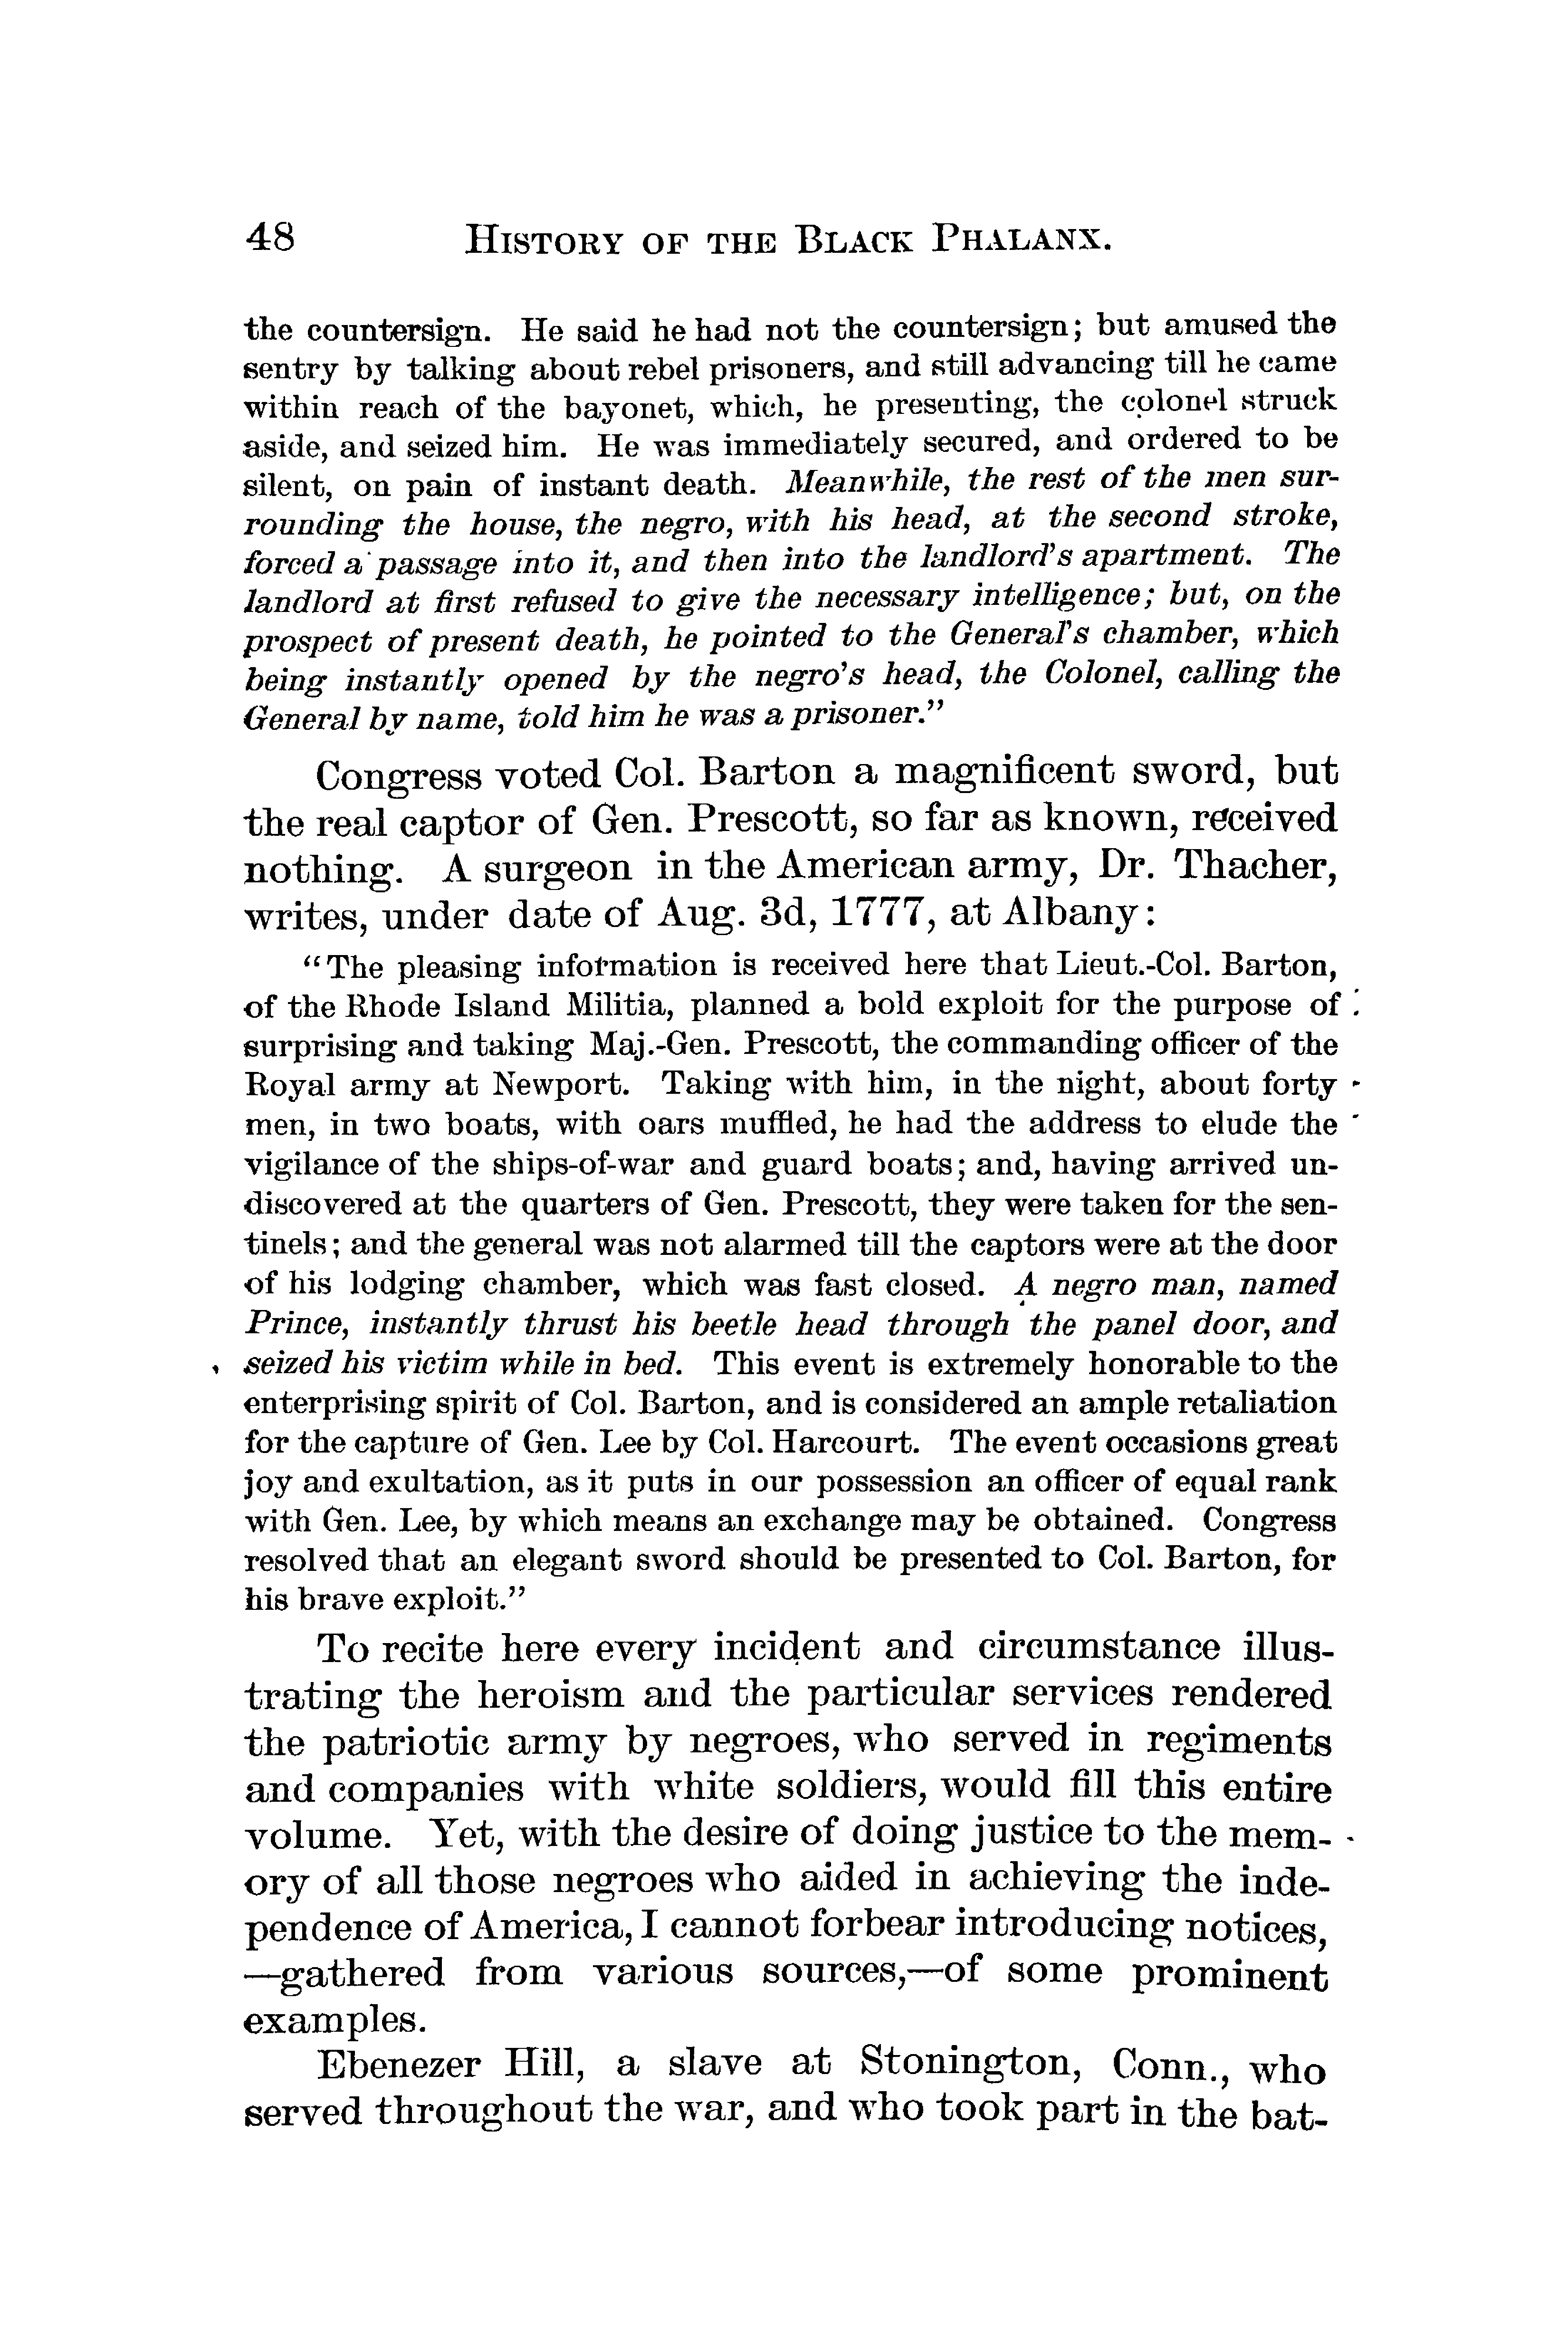 48 HISTORY OF THE BLACK PHALANX.
the countersign. He said he had not the countersign; but amused the
sentry by talking about rebel prisoners, and still advancing till he came
within reach of the bayonet, which, he presenting, the colonel struck
aside, and seized him. He was immediately secured, and ordered to be
silent, on pain of instant death. Meanwhile, the rest of the men sur-
rounding the house, the negro, with his head, at the second stroke,
forced a passage into it, and then into the landlord's apartment. The
landlord at first refused to give the necessary intelligence; but, on the
prospect of present death, he pointed to the General's chamber, which
being instantly opened by the negro's head, the Colonel, calling the
General by name, told him he was a prisoner."
Congress voted Col. Barton a magnificent sword, but
the real captor of Gen. Prescott, so far as known, received
nothing. A surgeon in the American army, Dr. Thacher,
writes, under date of Aug. 3d, 1777, at Albany:
"The pleasing information is received here that Lieut.-Col. Barton,
of the Rhode Island Militia, planned a bold exploit for the purpose of
surprising and taking Maj.-Gen. Prescott, the commanding officer of the
Royal army at Newport. Taking with him, in the night, about forty
men, in two boats, with oars muffled, he had the address to elude the
vigilance of the ships-of-war and guard boats; and, having arrived un-
discovered at the quarters of Gen. Prescott, they were taken for the sen-
tinels; and the general was not alarmed till the captors were at the door
of his lodging chamber, which was fast closed. A negro man, named
Prince, instantly thrust his beetle head through the panel door, and
seized his victim while in bed. This event is extremely honorable to the
enterprising spirit of Col. Barton, and is considered an ample retaliation
for the capture of Gen. Lee by Col. Harcourt. The event occasions great
joy and exultation, as it puts in our possession an officer of equal rank
with Gen. Lee, by which means an exchange may be obtained. Congress
resolved that an elegant sword should be presented to Col. Barton, for
his brave exploit."
To recite here every incident and circumstance illus-
trating the heroism and the particular services rendered
the patriotic army by negroes, who served in regiments
and companies with white soldiers, would fill this entire
volume. Yet, with the desire of doing justice to the mem-
ory of all those negroes who aided in achieving the inde-
pendence of America, I cannot forbear introducing notices,
—gathered from various sources,—of some prominent
examples.
Ebenezer Hill, a slave at Stonington, Conn., who
served throughout the war, and who took part in the bat-